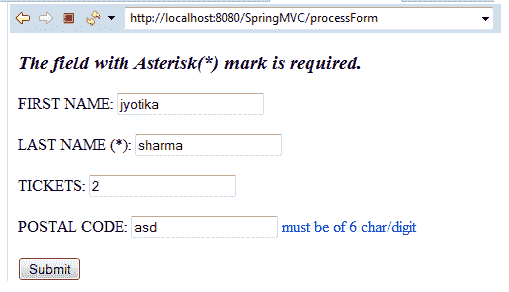 http://localhost:8080/SpringMVC/processForm
The field with Asterisk(*) mark is required.
FIRST NAME: jyotika
LAST NAME (*): sharma
TICKETS: 2
POSTAL CODE: asd must be of 6 char/digit
Submit